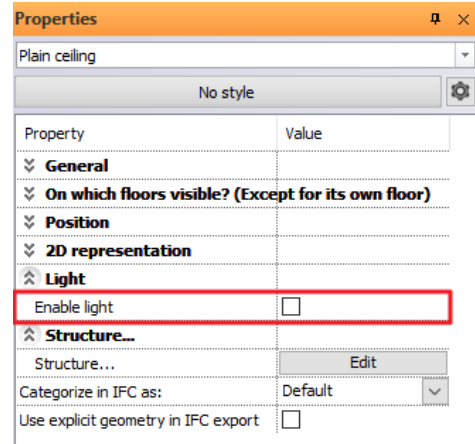 Properties
Plain ceiling
No style
Property Value
General
On which floors visible? (Except for its own floor)
Position
2D representation
Light
Enable light
Structure...
Structure... Edit
Categorize in IFC as: Default
Use explicit geometry in IFC export